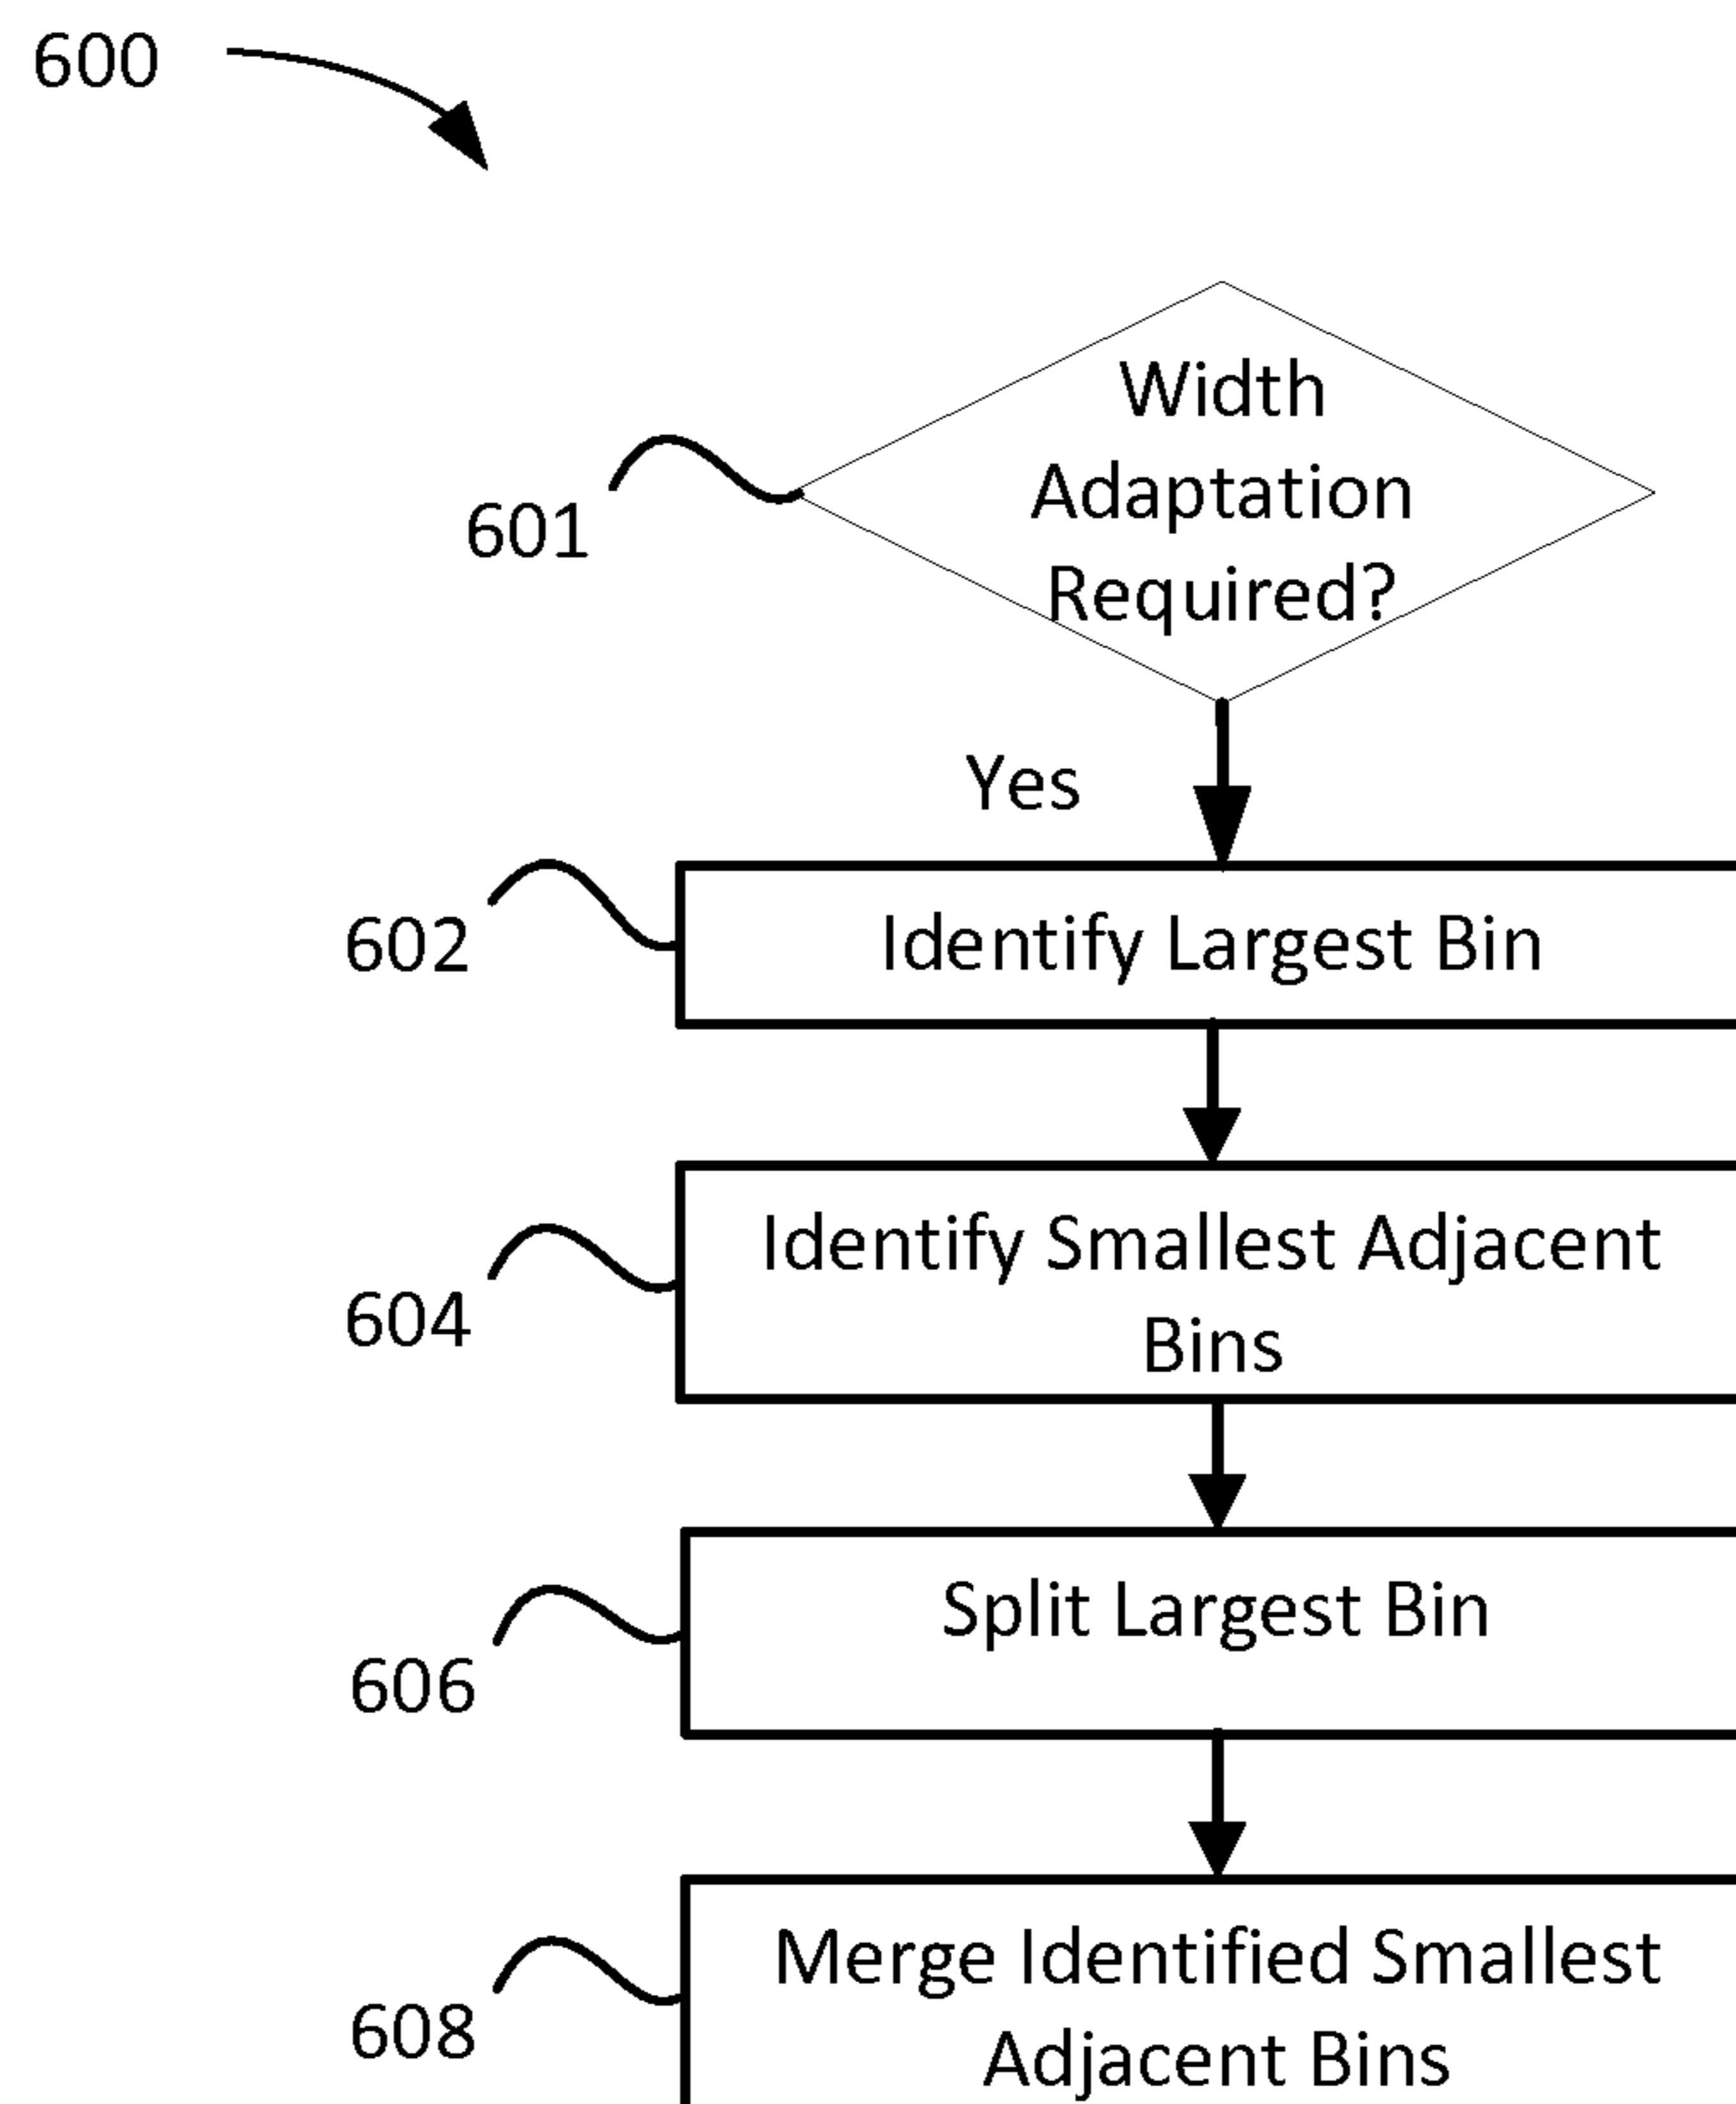 600
Width
Adaptation
Required?
601
Yes
Identify Largest Bin
602
Identify Smallest Adjacent
Bins
604
Split Largest Bin
606
Merge Identified Smallest
Adjacent Bins
608